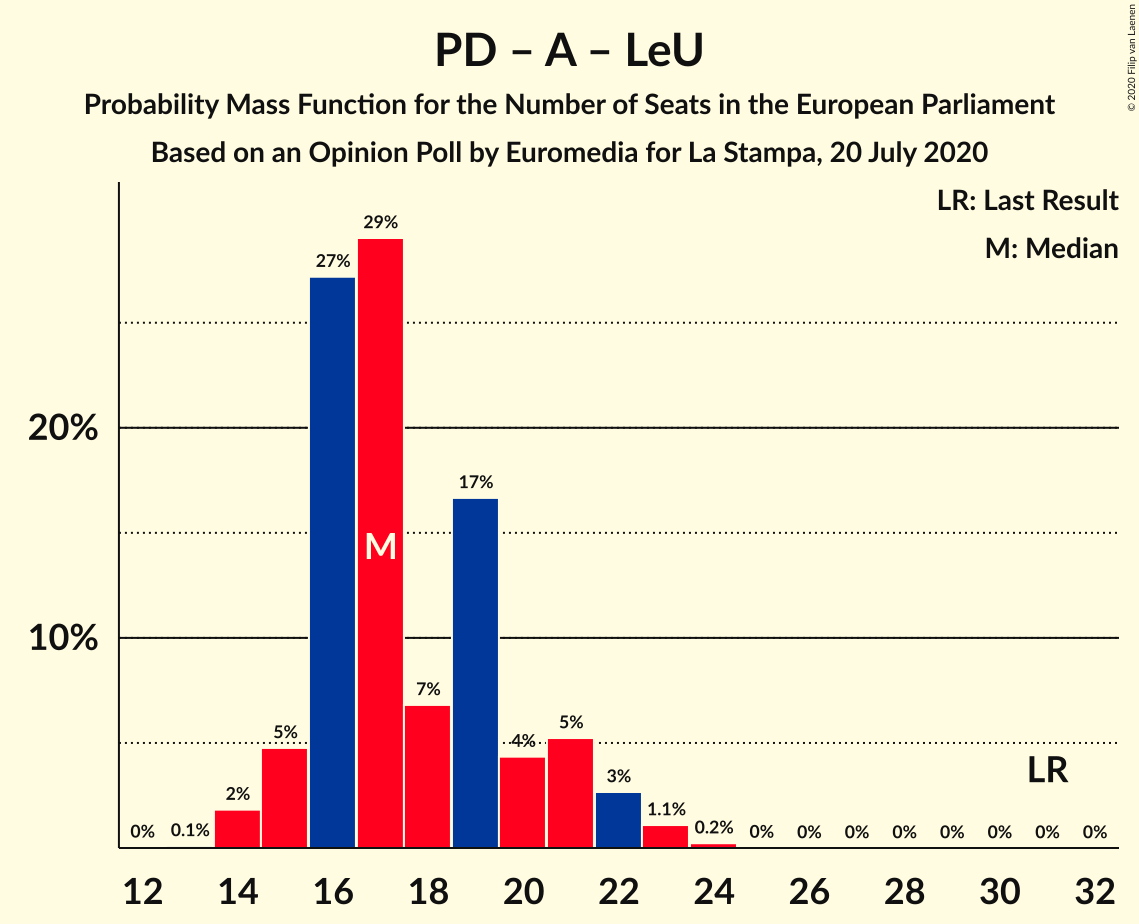 PD – A – LeU
Probability Mass Function for the Number of Seats in the European Parliament
Based on an Opinion Poll by Euromedia for La Stampa, 20 July 2020
© 2020 Filip van Laenen
LR: Last Result
M: Median
20%
10%
0%
0.1%
2%
5%
27%
29%
7%
17%
4%
5%
3%
1.1%
0.2%
0%
0%
0%
0%
0%
0%
0%
0%
M
LR
12 14 16 18 20 22 24 26 28 30 32